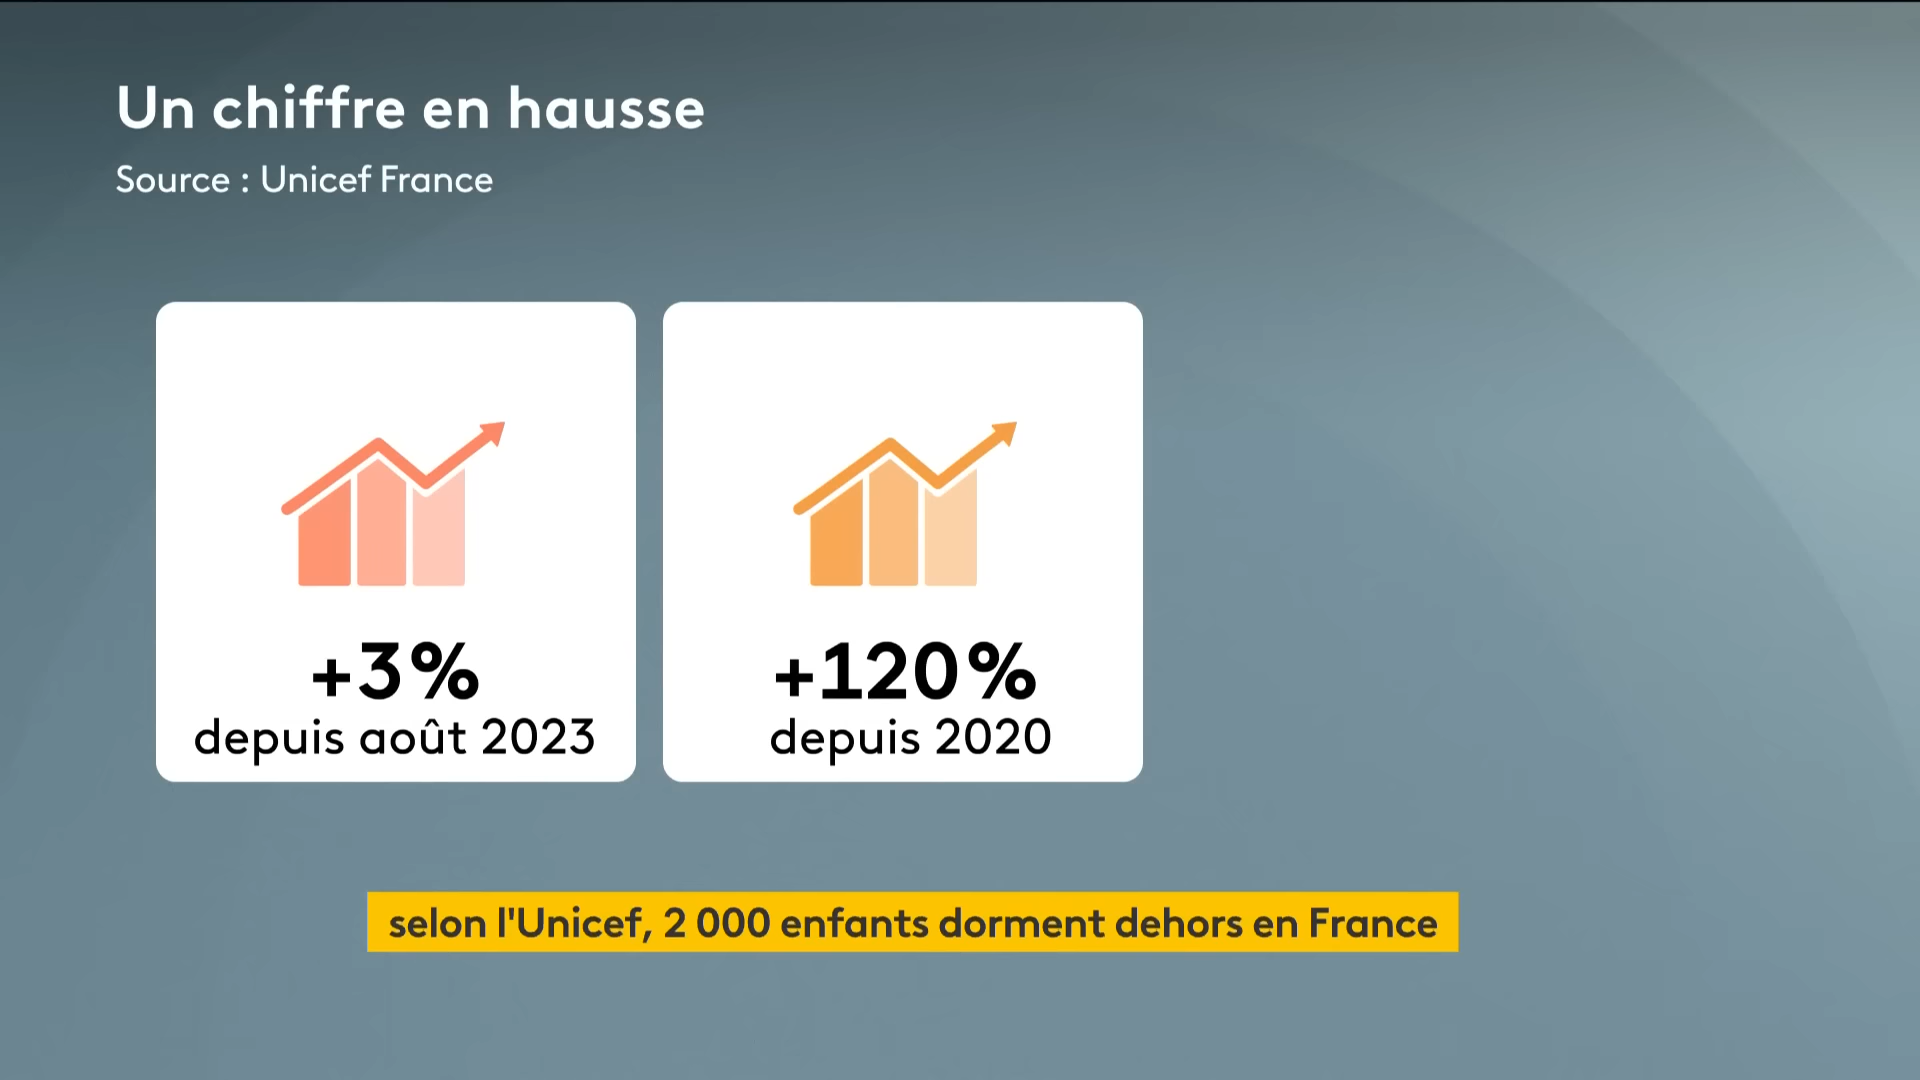 Un chiffre en hausse
Source : Unicef France
+3%
depuis août 2023
+120%
depuis 2020
selon l'Unicef, 2 000 enfants dorment dehors en France